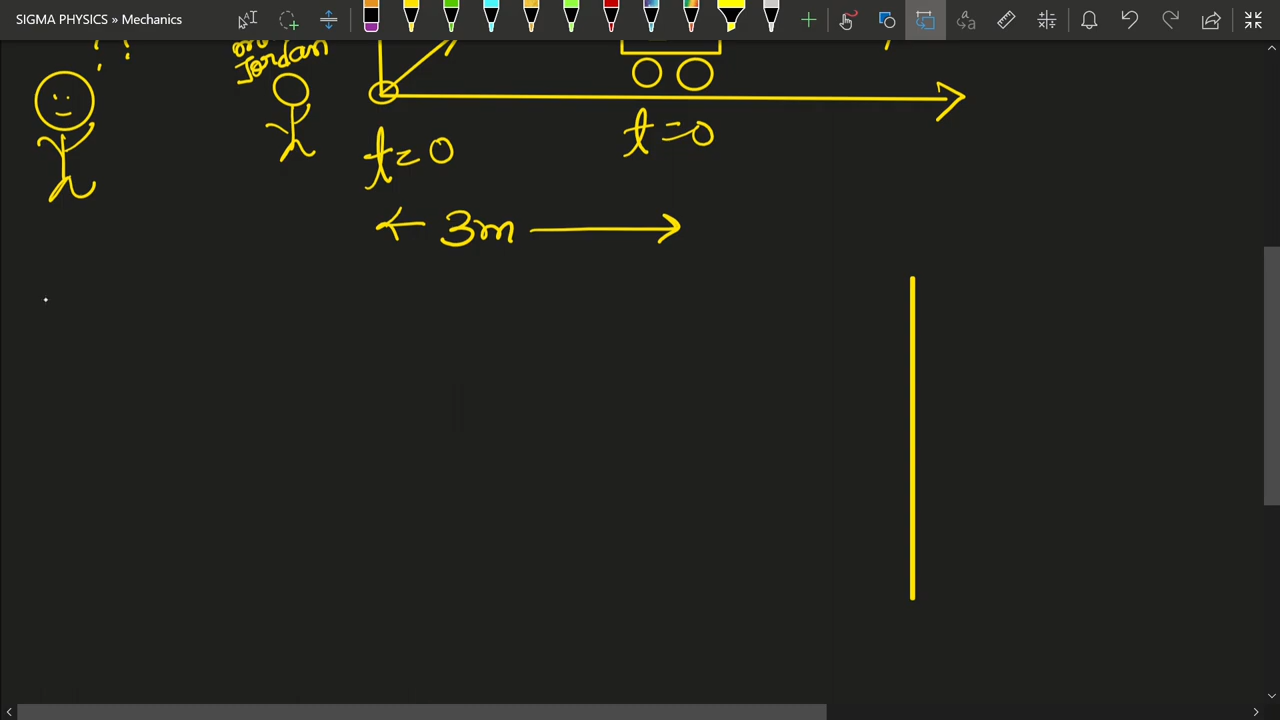 SIGMA PHYSICS » Mechanics
Jordan
t = 0
t = 0
3m